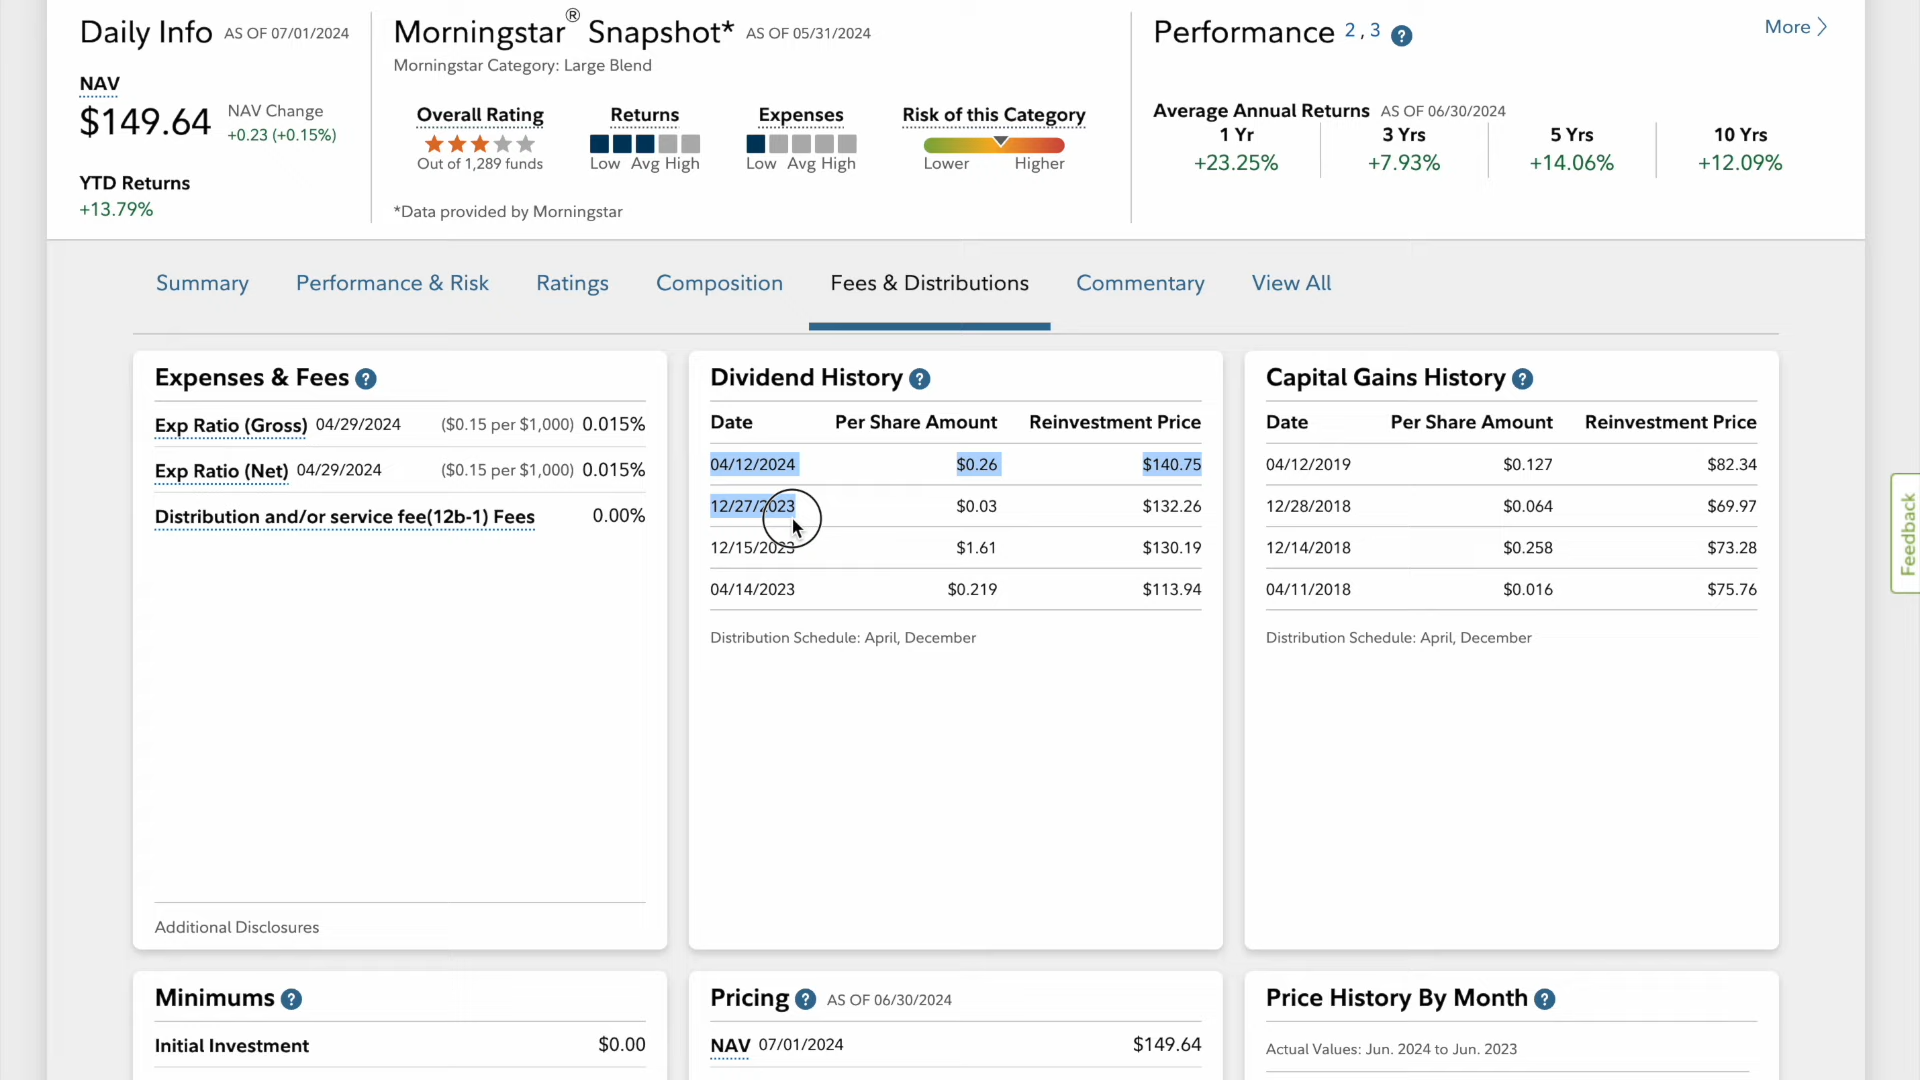 Daily Info AS OF 07/01/2024
NAV
$149.64
NAV Change
+0.23 (+0.15%)
YTD Returns
+13.79%
Morningstar® Snapshot* AS OF 05/31/2024
Morningstar Category: Large Blend
Overall Rating
Out of 1,289 funds
Returns
Low Avg High
Expenses
Low Avg High
Risk of this Category
Lower Higher
*Data provided by Morningstar
Performance 2 , 3 ?
More
Average Annual Returns AS OF 06/30/2024
1 Yr 3 Yrs 5 Yrs 10 Yrs
+23.25% +7.93% +14.06% +12.09%
Summary Performance & Risk Ratings Composition Fees & Distributions Commentary View All
Expenses & Fees ?
Exp Ratio (Gross) 04/29/2024 ($0.15 per $1,000) 0.015%
Exp Ratio (Net) 04/29/2024 ($0.15 per $1,000) 0.015%
Distribution and/or service fee(12b-1) Fees 0.00%
Additional Disclosures
Dividend History ?
Date Per Share Amount Reinvestment Price
04/12/2024 $0.26 $140.75
12/27/2023 $0.03 $132.26
12/15/2023 $1.61 $130.19
04/14/2023 $0.219 $113.94
Distribution Schedule: April, December
Capital Gains History ?
Date Per Share Amount Reinvestment Price
04/12/2019 $0.127 $82.34
12/28/2018 $0.064 $69.97
12/14/2018 $0.258 $73.28
04/11/2018 $0.016 $75.76
Distribution Schedule: April, December
Feedback
Minimums ?
Initial Investment $0.00
Pricing ? AS OF 06/30/2024
NAV 07/01/2024 $149.64
Price History By Month ?
Actual Values: Jun. 2024 to Jun. 2023